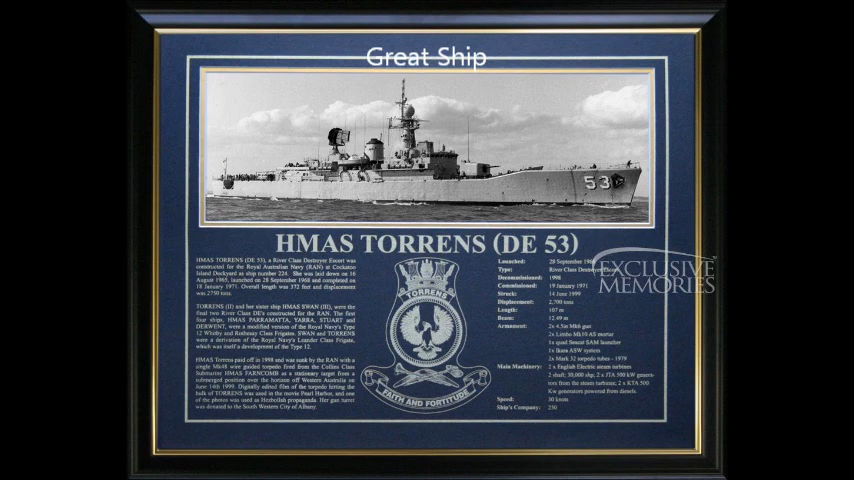 Great Ship
53
HMAS TORRENS (DE 53)
HMAS TORRENS (DE 53), a River Class Destroyer Escort was
constructed for the Royal Australian Navy (RAN) at Cockatoo
Island Dockyard as ship number 224. She was laid down on 16
August 1965, launched on 28 September 1968 and completed on
18 January 1971. Overall length was 372 feet and displacement
was 2750 tons.
TORRENS (II) and her sister ship HMAS SWAN (III), were the
final two River Class DE's constructed for the RAN. The first
four ships, HMAS PARRAMATTA, YARRA, STUART and
DERWENT, were a modified version of the Royal Navy's Type
12 Whitby and Rothesay Class Frigates. SWAN and TORRENS
were a derivation of the Royal Navy's Leander Class Frigate,
which was itself a development of the Type 12.
HMAS Torrens paid off in 1998 and was sunk by the RAN with a
single Mk48 wire guided torpedo fired from the Collins Class
Submarine HMAS FARNCOMB as a stationary target from a
submerged position over the horizon off Western Australia on
June 14th 1999. Digitally edited film of the torpedo hitting the
hulk of TORRENS was used in the movie Pearl Harbor, and one
of the photos was used as Hezbollah propaganda. Her gun turret
was donated to the South Western City of Albany.
TORRENS
FAITH AND FORTITUDE
Launched: 28 September 1968
Type: River Class Destroyer Escort
Decommissioned: 1998
Commissioned: 19 January 1971
Struck: 14 June 1999
Displacement: 2,700 tons
Length: 107 m
Beam: 12.49 m
Armament: 2x 4.5in Mk6 gun
2x Limbo Mk10 AS mortar
1x quad Seacat SAM launcher
1x Ikara ASW system
2x Mark 32 torpedo tubes - 1979
Main Machinery: 2 x English Electric steam turbines
2 shaft; 30,000 shp, 2 x JTA 500 kW genera-
tors from the steam turbines, 2 x KTA 500
Kw generators powered from diesels.
Speed: 30 knots
Ship's Company: 250
EXCLUSIVE
MEMORIES